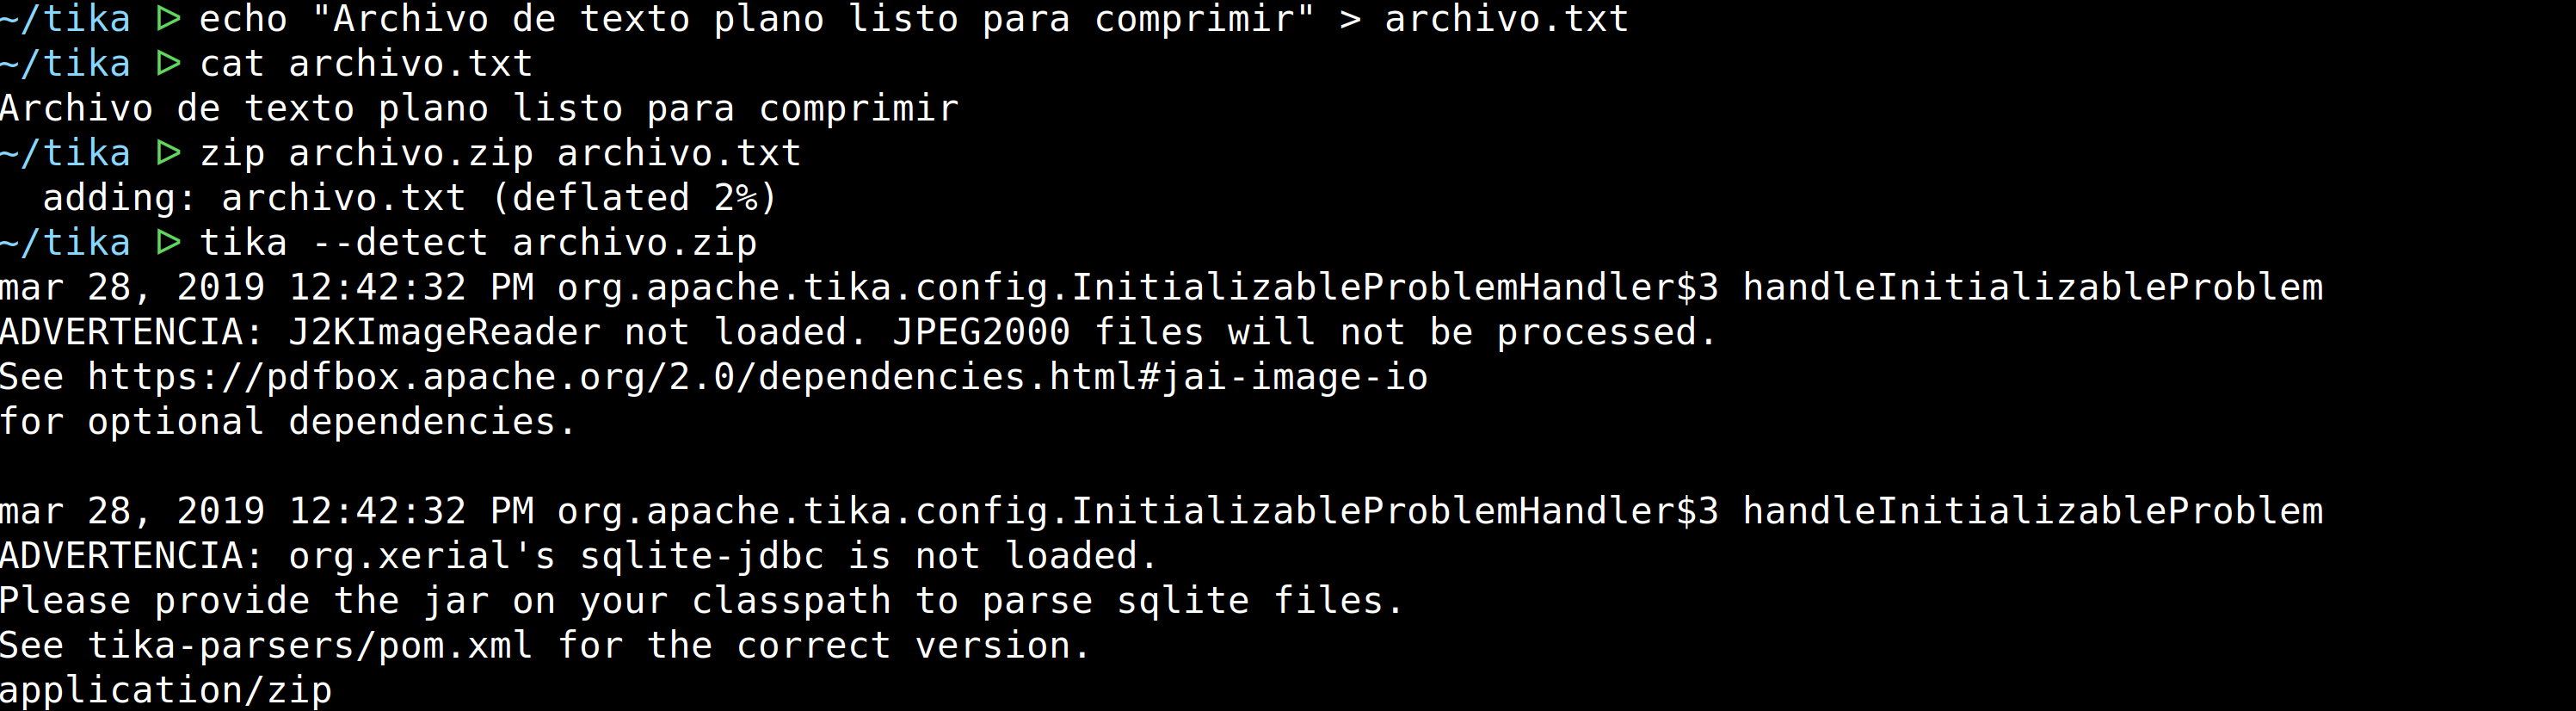 ~/tika ▷ echo "Archivo de texto plano listo para comprimir" > archivo.txt
~/tika ▷ cat archivo.txt
Archivo de texto plano listo para comprimir
~/tika ▷ zip archivo.zip archivo.txt
  adding: archivo.txt (deflated 2%)
~/tika ▷ tika --detect archivo.zip
mar 28, 2019 12:42:32 PM org.apache.tika.config.InitializableProblemHandler$3 handleInitializableProblem
ADVERTENCIA: J2KImageReader not loaded. JPEG2000 files will not be processed.
See https://pdfbox.apache.org/2.0/dependencies.html#jai-image-io
for optional dependencies.

mar 28, 2019 12:42:32 PM org.apache.tika.config.InitializableProblemHandler$3 handleInitializableProblem
ADVERTENCIA: org.xerial's sqlite-jdbc is not loaded.
Please provide the jar on your classpath to parse sqlite files.
See tika-parsers/pom.xml for the correct version.
application/zip